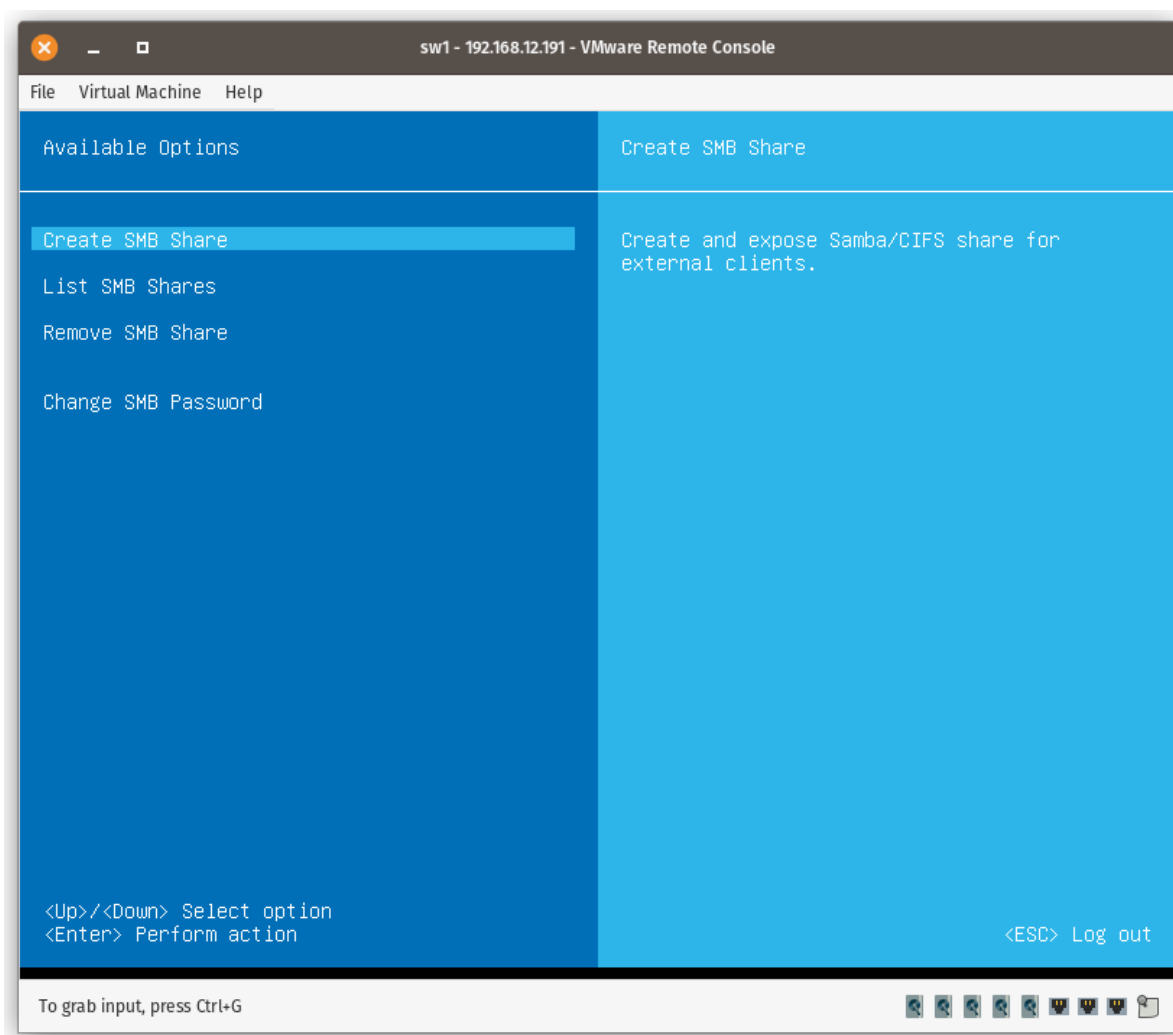 sw1 - 192.168.12.191 - VMware Remote Console
File Virtual Machine Help
Available Options
Create SMB Share
List SMB Shares
Remove SMB Share
Change SMB Password
<Up>/<Down> Select option
<Enter> Perform action
Create SMB Share
Create and expose Samba/CIFS share for
external clients.
<ESC> Log out
To grab input, press Ctrl+G